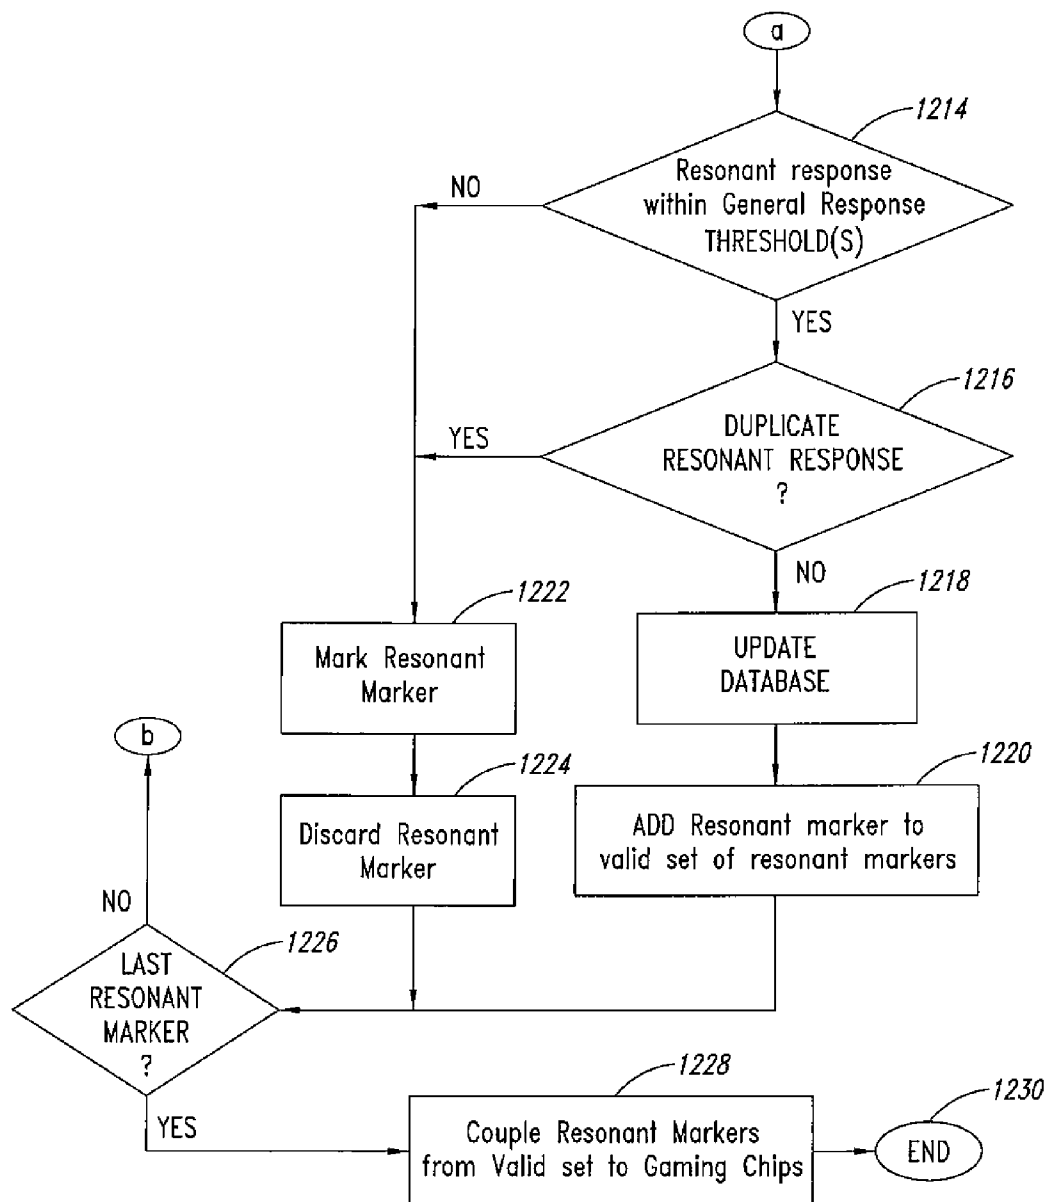 a
1214
Resonant response
within General Response
THRESHOLD(S)
NO
YES
1216
DUPLICATE
RESONANT RESPONSE
?
YES
NO
1218
UPDATE
DATABASE
1222
Mark Resonant
Marker
b
1220
ADD Resonant marker to
valid set of resonant markers
1224
Discard Resonant
Marker
NO
1226
LAST
RESONANT
MARKER
?
YES
1228
Couple Resonant Markers
from Valid set to Gaming Chips
1230
END